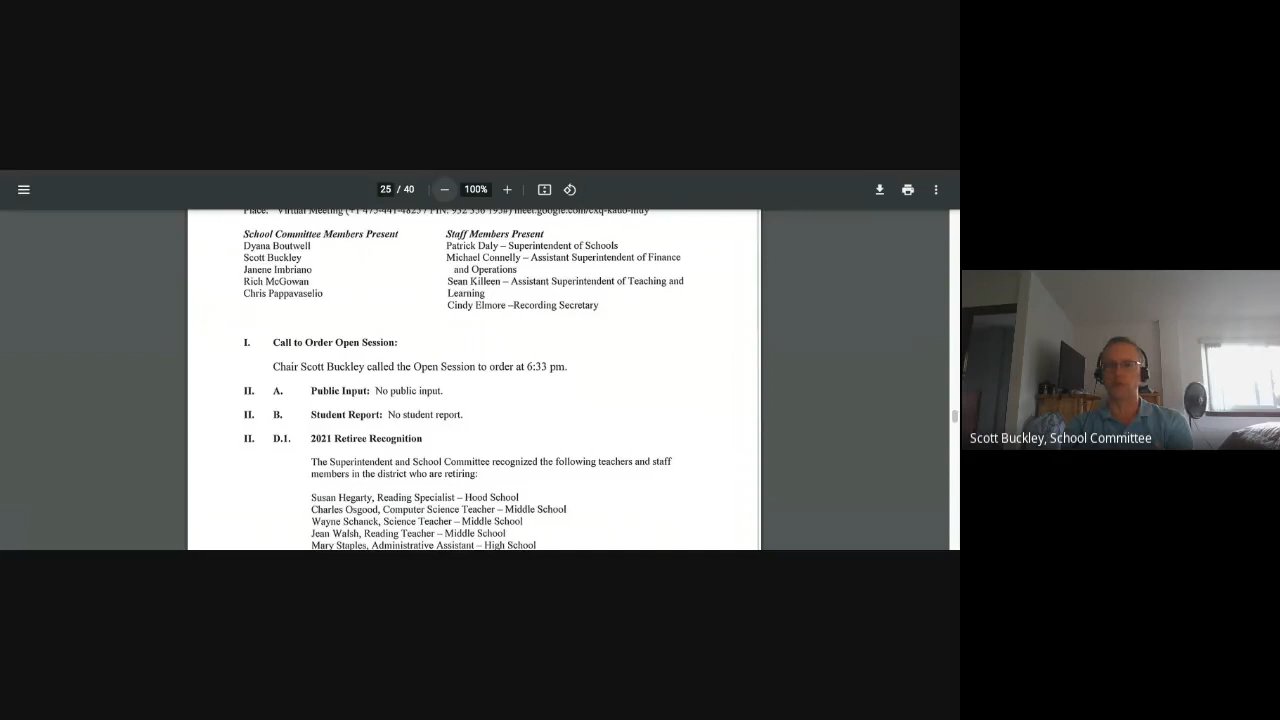 25 / 40
100%
Place: Virtual Meeting
School Committee Members Present
Staff Members Present
Dyana Boutwell
Patrick Daly – Superintendent of Schools
Scott Buckley
Michael Connelly – Assistant Superintendent of Finance
Janene Imbriano
and Operations
Rich McGowan
Sean Killeen – Assistant Superintendent of Teaching and
Chris Pappavaselio
Learning
Cindy Elmore –Recording Secretary
I. Call to Order Open Session:
Chair Scott Buckley called the Open Session to order at 6:33 pm.
II. A. Public Input: No public input.
II. B. Student Report: No student report.
II. D.1. 2021 Retiree Recognition
The Superintendent and School Committee recognized the following teachers and staff
members in the district who are retiring:
Susan Hegarty, Reading Specialist – Hood School
Charles Osgood, Computer Science Teacher – Middle School
Wayne Schanck, Science Teacher – Middle School
Jean Walsh, Reading Teacher – Middle School
Mary Staples, Administrative Assistant – High School
Scott Buckley, School Committee